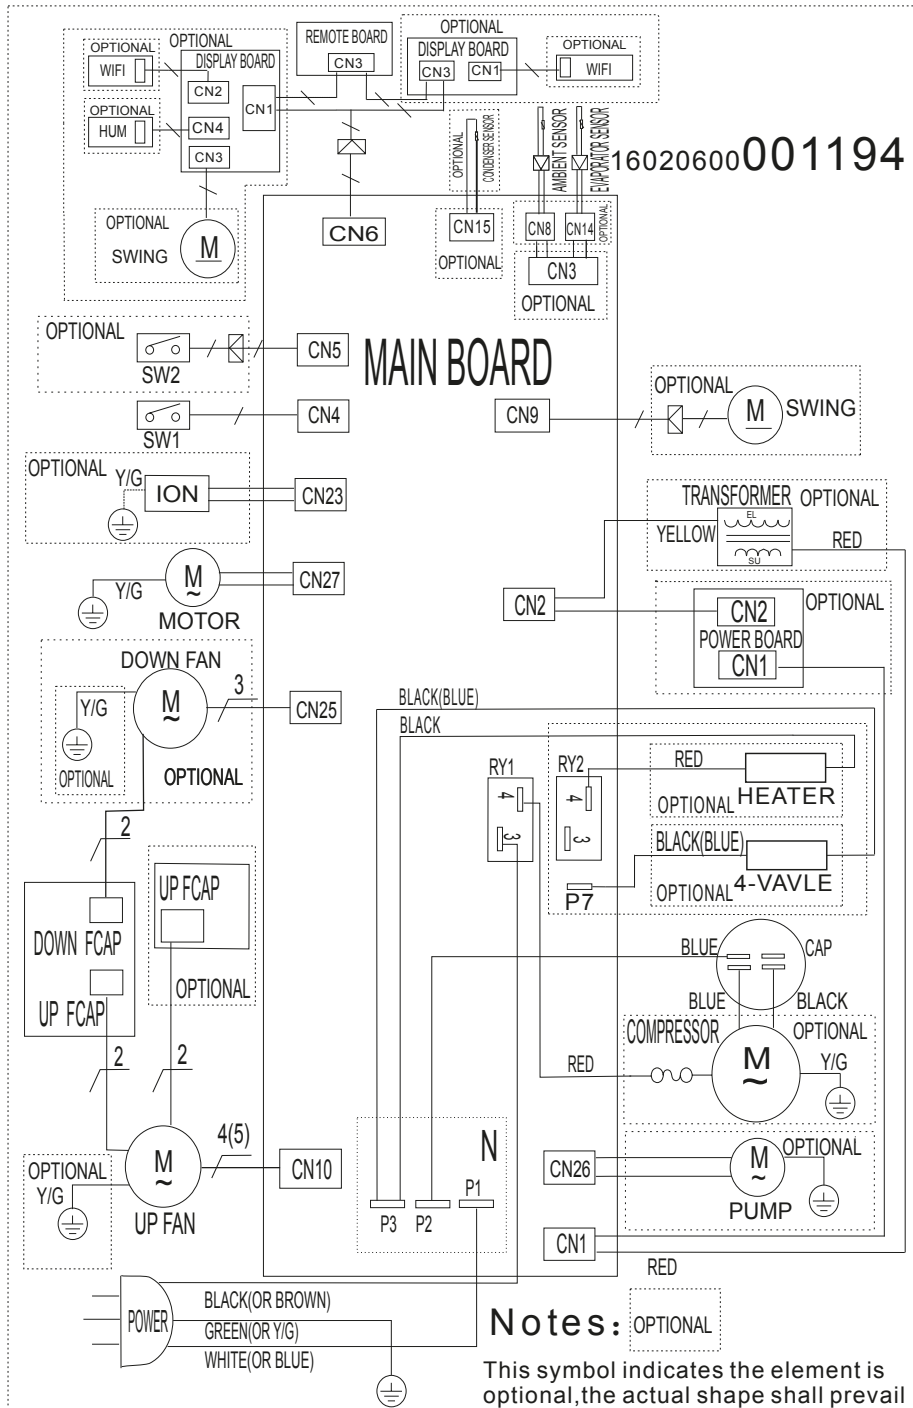 OPTIONAL
WIFI
OPTIONAL
DISPLAY BOARD
CN2
CN1
OPTIONAL
HUM
CN4
CN3
OPTIONAL
SWING
M
REMOTE BOARD
CN3
OPTIONAL
DISPLAY BOARD
CN3
CN1
OPTIONAL
WIFI
CN6
OPTIONAL
CONDENSER SENSOR
CN15
OPTIONAL
AMBIENT SENSOR
EVAPORATOR SENSOR
16020600001194
CN8
CN14
OPTIONAL
CN3
OPTIONAL
OPTIONAL
SW2
CN5
MAIN BOARD
SW1
CN4
CN9
OPTIONAL
M
SWING
OPTIONAL
Y/G
ION
CN23
TRANSFORMER
OPTIONAL
EL
SU
YELLOW
RED
Y/G
M
~
MOTOR
CN27
CN2
OPTIONAL
CN2
POWER BOARD
CN1
DOWN FAN
Y/G
OPTIONAL
M
~
3
CN25
OPTIONAL
BLACK(BLUE)
BLACK
RY1
4
3
RY2
4
3
RED
OPTIONAL
HEATER
BLACK(BLUE)
OPTIONAL
4-VAVLE
P7
2
DOWN FCAP
UP FCAP
UP FCAP
OPTIONAL
2
2
BLUE
CAP
BLUE
BLACK
COMPRESSOR
OPTIONAL
M
~
Y/G
RED
OPTIONAL
Y/G
M
~
UP FAN
4(5)
CN10
N
P3
P2
P1
CN26
M
~
OPTIONAL
PUMP
CN1
RED
POWER
BLACK(OR BROWN)
GREEN(OR Y/G)
WHITE(OR BLUE)
Notes: OPTIONAL
This symbol indicates the element is
optional,the actual shape shall prevail